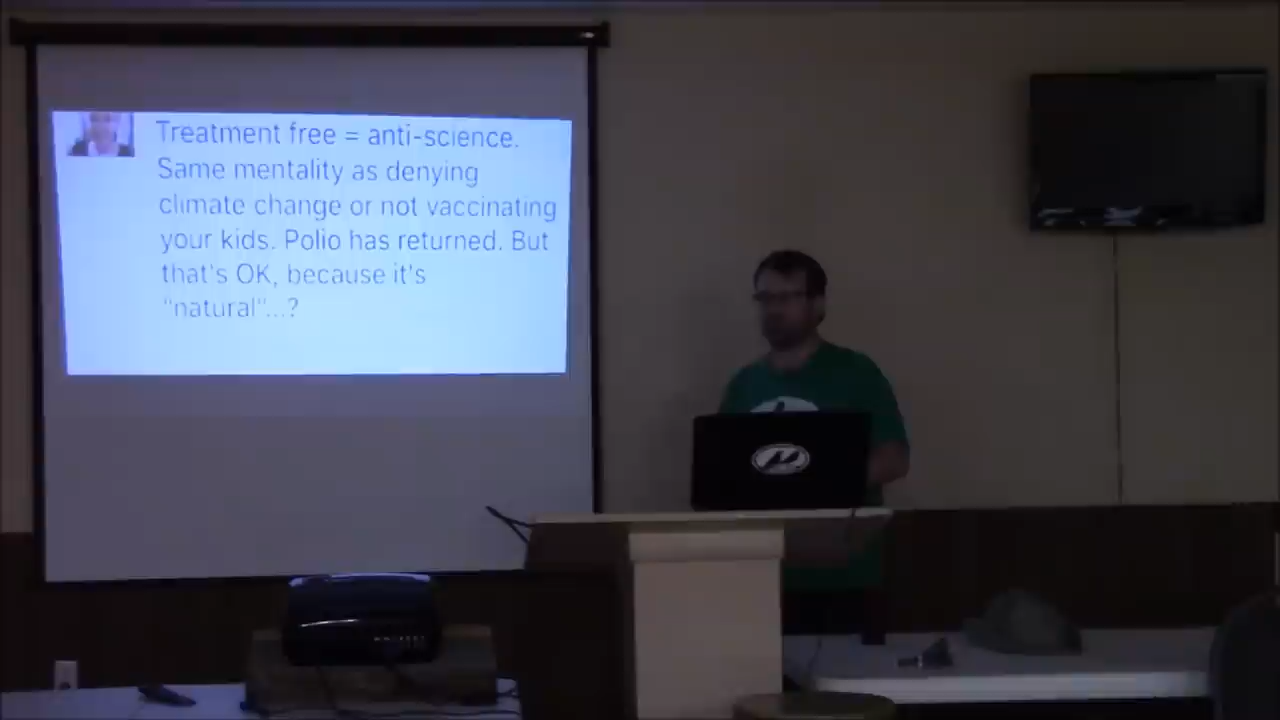 Treatment free = anti-science.
Same mentality as denying
climate change or not vaccinating
your kids. Polio has returned. But
that's OK, because it's
"natural"...?